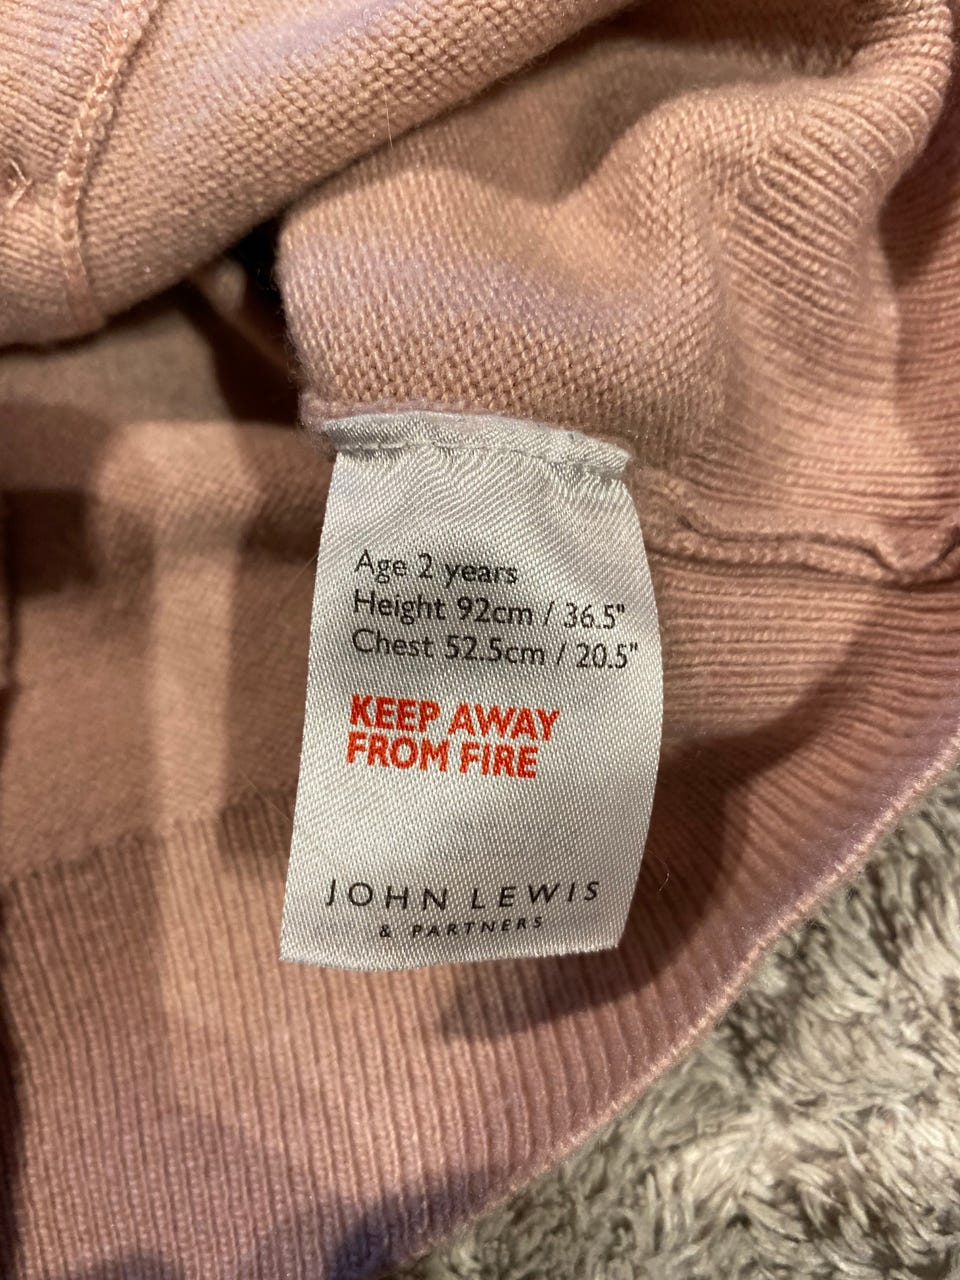 Age 2 years
Height 92cm / 36.5"
Chest 52.5cm / 20.5"
KEEP AWAY
FROM FIRE
JOHN LEWIS
& PARTNERS